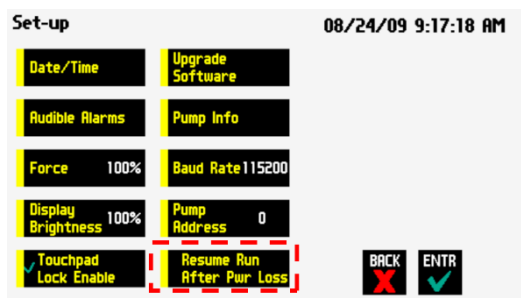 Set-up 08/24/09 9:17:18 AM
Date/Time
Upgrade
Software
Audible Alarms
Pump Info
Force 100%
Baud Rate 115200
Display
Brightness 100%
Pump
Address 0
Touchpad
Lock Enable
Resume Run
After Pwr Loss
BACK
ENTR